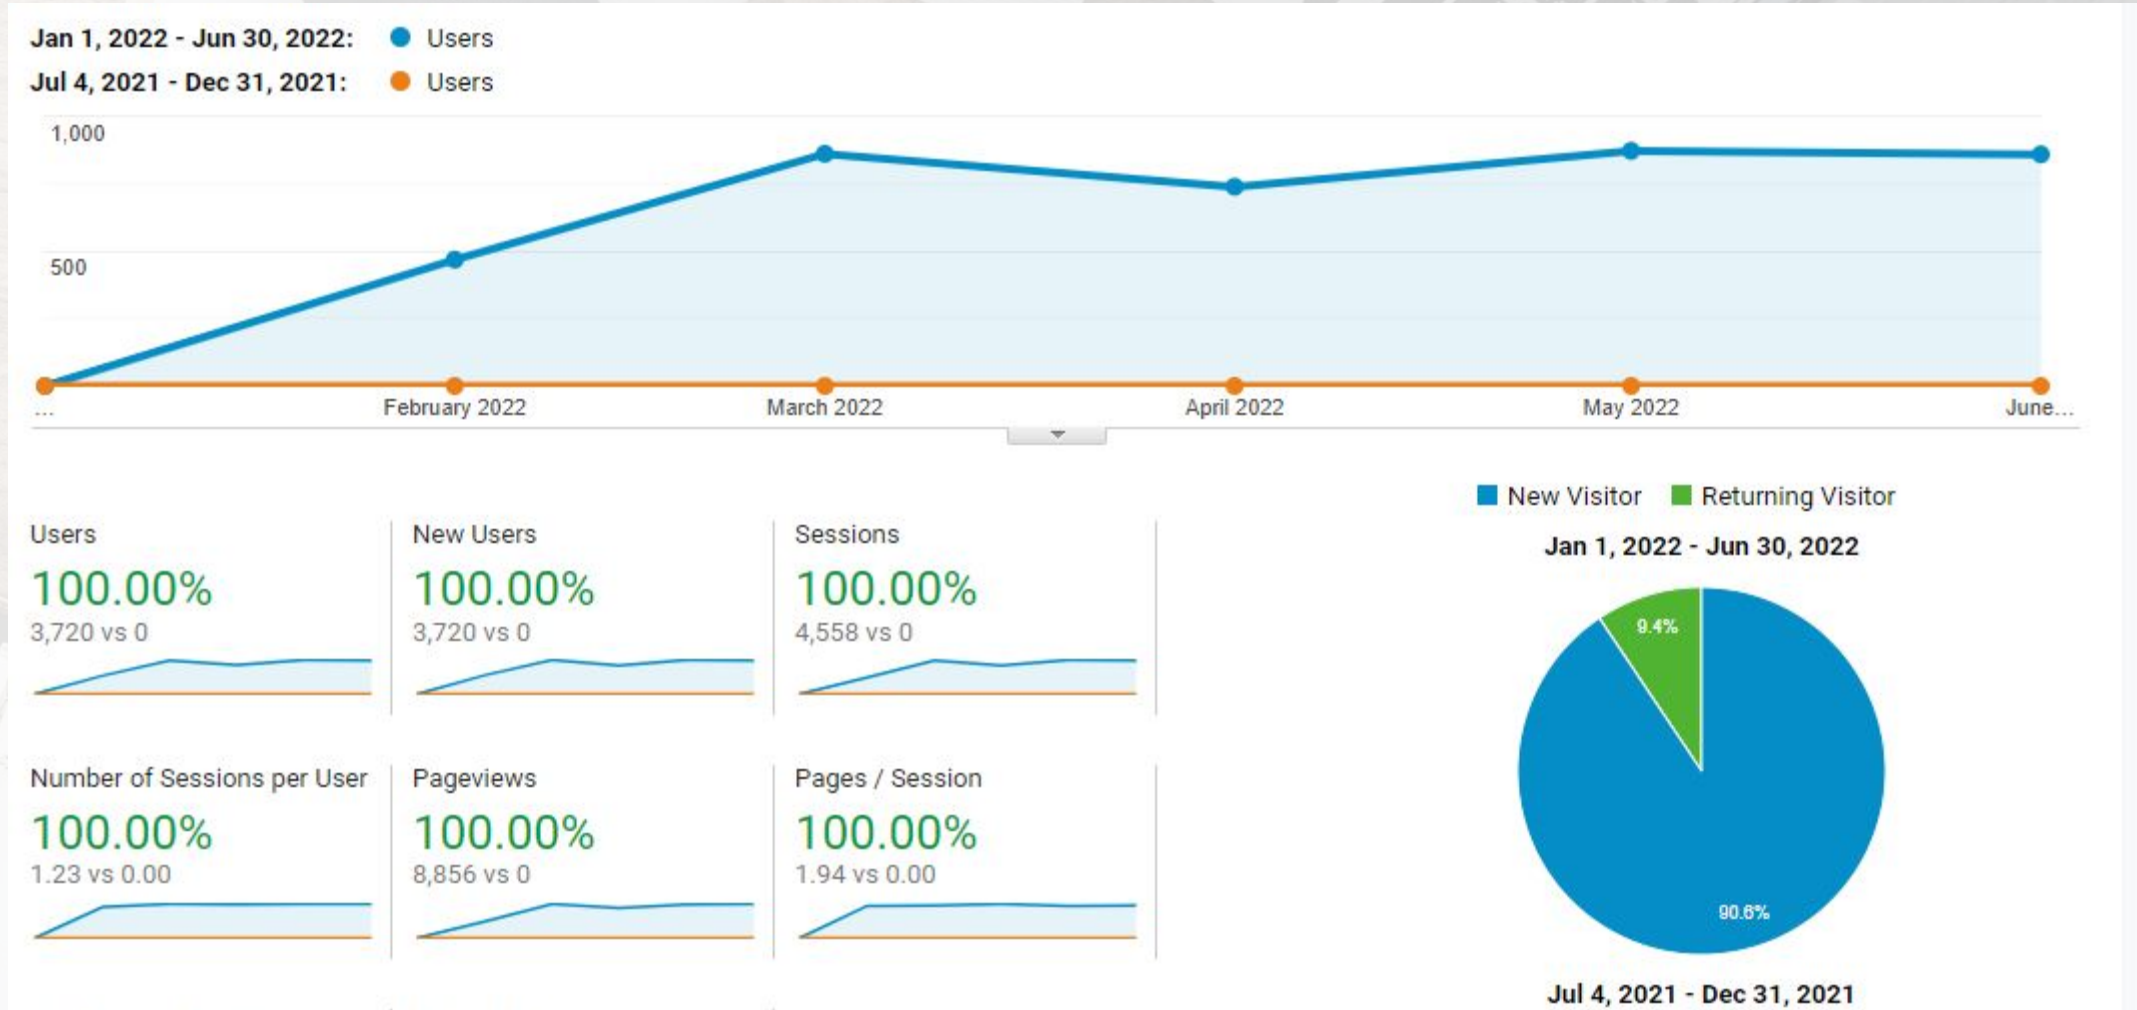 Jan 1, 2022 - Jun 30, 2022: Users
Jul 4, 2021 - Dec 31, 2021: Users
1,000
500
... February 2022 March 2022 April 2022 May 2022 June...
New Visitor Returning Visitor
Jan 1, 2022 - Jun 30, 2022
9.4%
90.6%
Jul 4, 2021 - Dec 31, 2021
Users
100.00%
3,720 vs 0
New Users
100.00%
3,720 vs 0
Sessions
100.00%
4,558 vs 0
Number of Sessions per User
100.00%
1.23 vs 0.00
Pageviews
100.00%
8,856 vs 0
Pages / Session
100.00%
1.94 vs 0.00